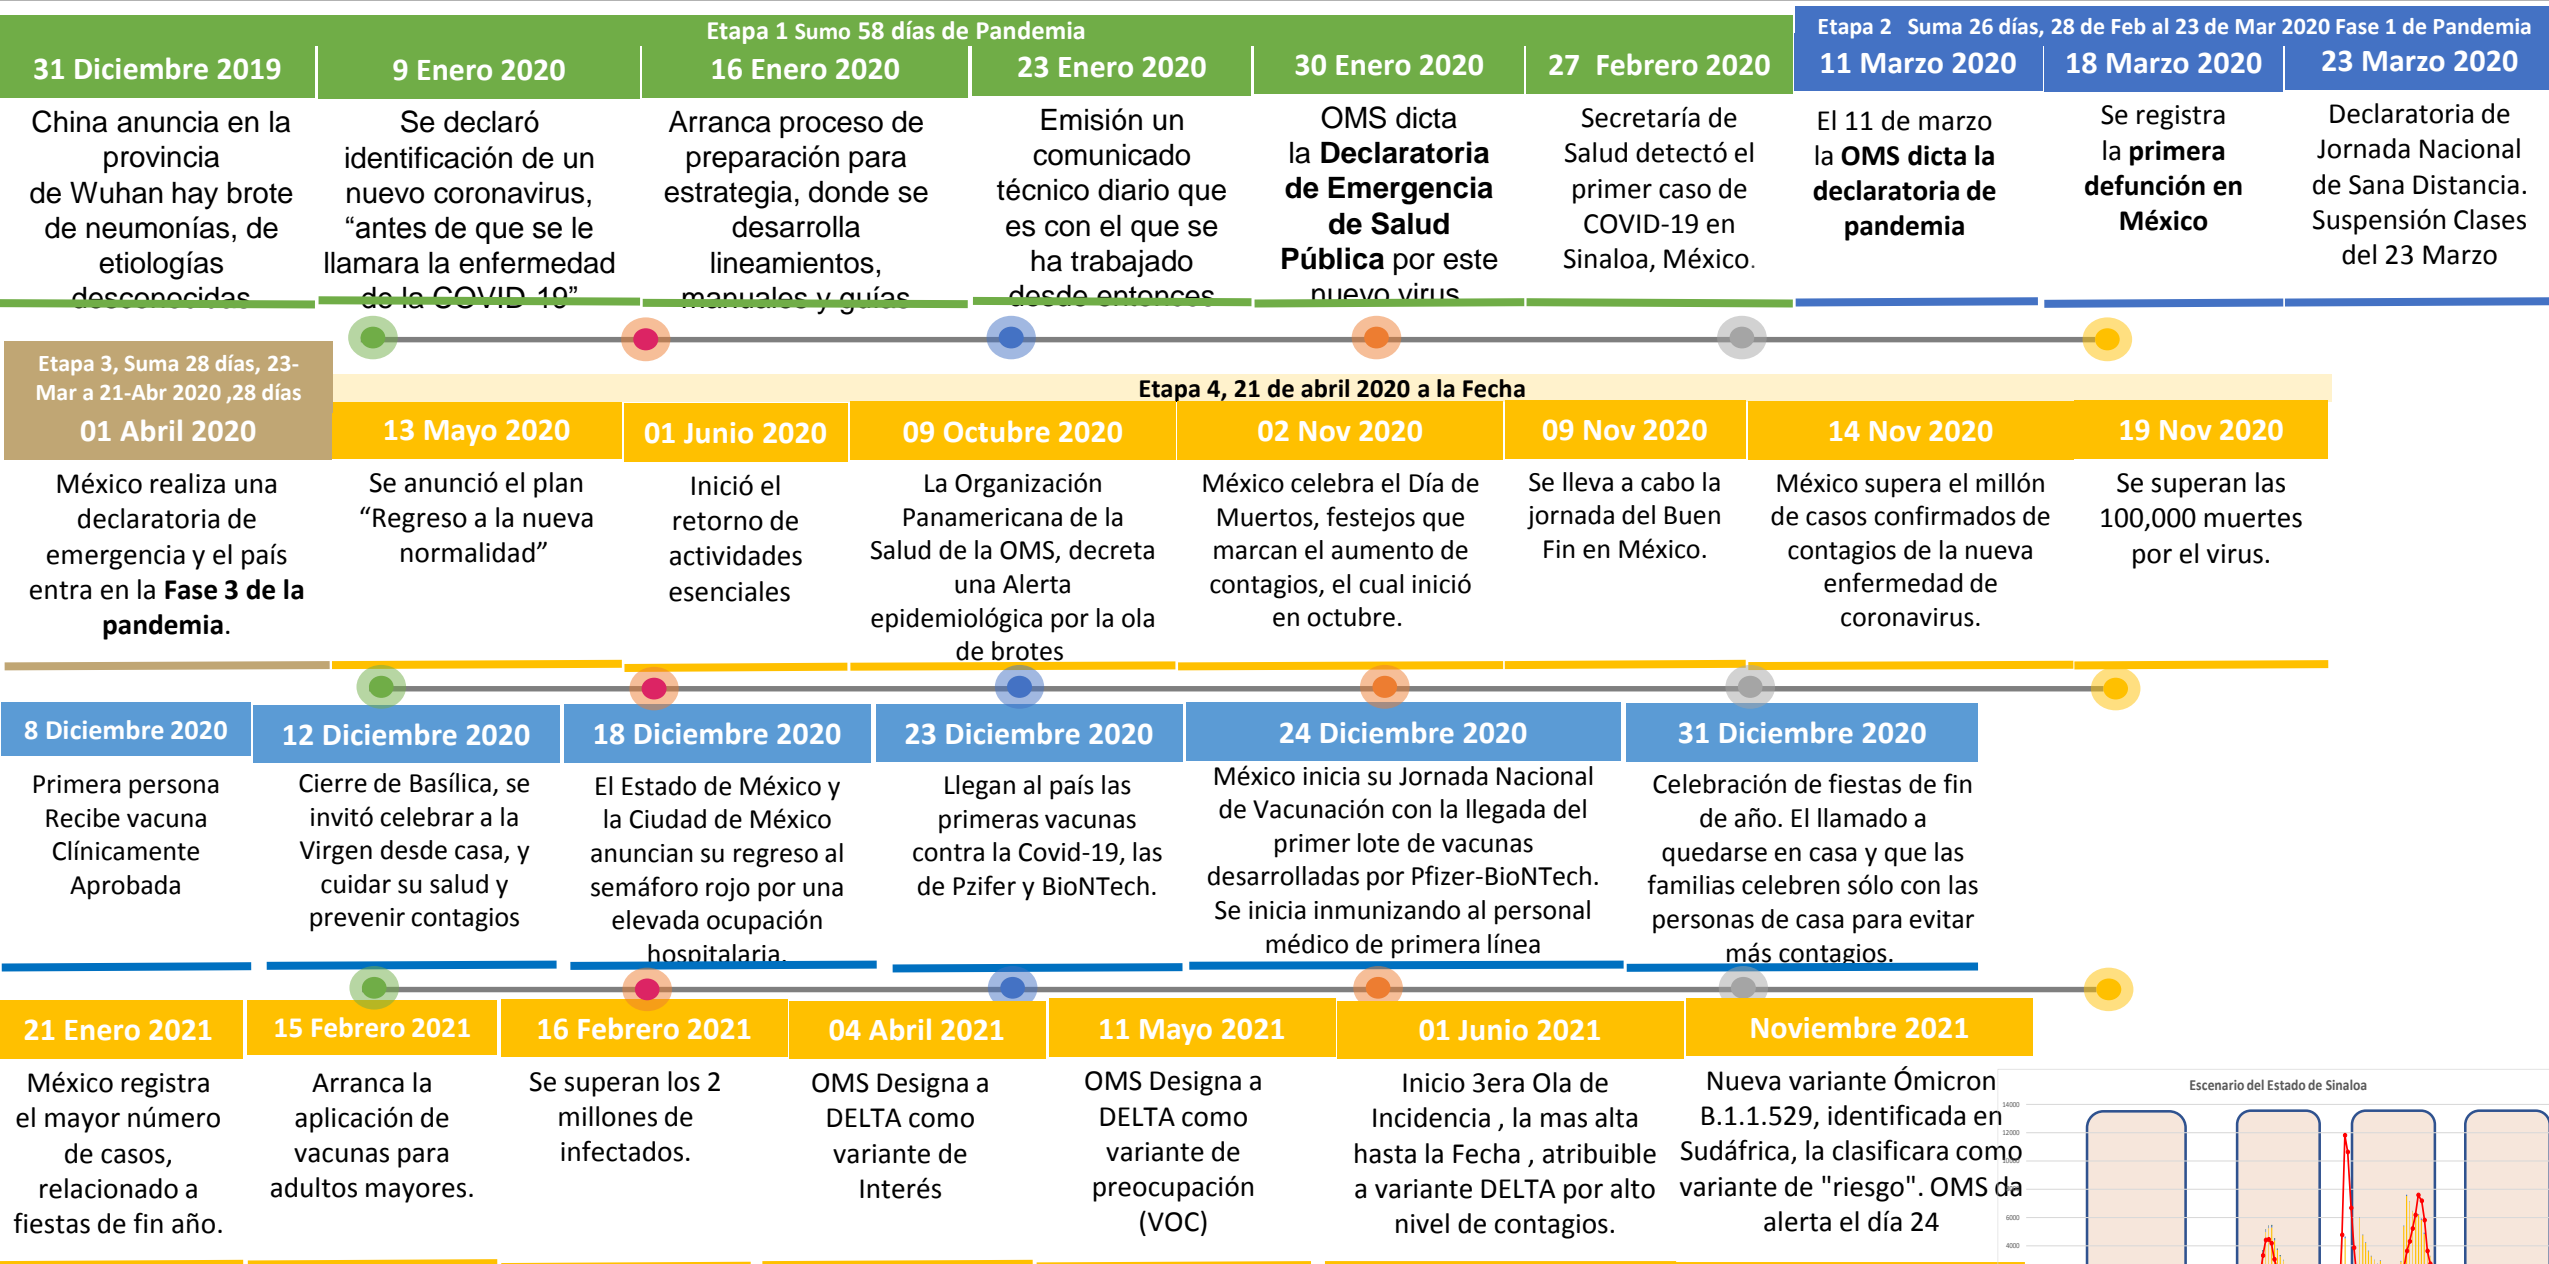 Etapa 1 Sumo 58 días de Pandemia
Etapa 2 Suma 26 días, 28 de Feb al 23 de Mar 2020 Fase 1 de Pandemia
31 Diciembre 2019
China anuncia en la
provincia
de Wuhan hay brote
de neumonías, de
etiologías
desconocidas
9 Enero 2020
Se declaró
identificación de un
nuevo coronavirus,
“antes de que se le
llamara la enfermedad
de la COVID-19”
16 Enero 2020
Arranca proceso de
preparación para
estrategia, donde se
desarrolla
lineamientos,
manuales y guías
23 Enero 2020
Emisión un
comunicado
técnico diario que
es con el que se
ha trabajado
desde entonces
30 Enero 2020
OMS dicta
la Declaratoria
de Emergencia
de Salud
Pública por este
nuevo virus
27 Febrero 2020
Secretaría de
Salud detectó el
primer caso de
COVID-19 en
Sinaloa, México.
11 Marzo 2020
El 11 de marzo
la OMS dicta la
declaratoria de
pandemia
18 Marzo 2020
Se registra
la primera
defunción en
México
23 Marzo 2020
Declaratoria de
Jornada Nacional
de Sana Distancia.
Suspensión Clases
del 23 Marzo
Etapa 3, Suma 28 días, 23-
Mar a 21-Abr 2020 ,28 días
Etapa 4, 21 de abril 2020 a la Fecha
01 Abril 2020
México realiza una
declaratoria de
emergencia y el país
entra en la Fase 3 de la
pandemia.
13 Mayo 2020
Se anunció el plan
“Regreso a la nueva
normalidad”
01 Junio 2020
Inició el
retorno de
actividades
esenciales
09 Octubre 2020
La Organización
Panamericana de la
Salud de la OMS, decreta
una Alerta
epidemiológica por la ola
de brotes
02 Nov 2020
México celebra el Día de
Muertos, festejos que
marcan el aumento de
contagios, el cual inició
en octubre.
09 Nov 2020
Se lleva a cabo la
jornada del Buen
Fin en México.
14 Nov 2020
México supera el millón
de casos confirmados de
contagios de la nueva
enfermedad de
coronavirus.
19 Nov 2020
Se superan las
100,000 muertes
por el virus.
8 Diciembre 2020
Primera persona
Recibe vacuna
Clínicamente
Aprobada
12 Diciembre 2020
Cierre de Basílica, se
invitó celebrar a la
Virgen desde casa, y
cuidar su salud y
prevenir contagios
18 Diciembre 2020
El Estado de México y
la Ciudad de México
anuncian su regreso al
semáforo rojo por una
elevada ocupación
hospitalaria.
23 Diciembre 2020
Llegan al país las
primeras vacunas
contra la Covid-19, las
de Pzifer y BioNTech.
24 Diciembre 2020
México inicia su Jornada Nacional
de Vacunación con la llegada del
primer lote de vacunas
desarrolladas por Pfizer-BioNTech.
Se inicia inmunizando al personal
médico de primera línea
31 Diciembre 2020
Celebración de fiestas de fin
de año. El llamado a
quedarse en casa y que las
familias celebren sólo con las
personas de casa para evitar
más contagios.
21 Enero 2021
México registra
el mayor número
de casos,
relacionado a
fiestas de fin año.
15 Febrero 2021
Arranca la
aplicación de
vacunas para
adultos mayores.
16 Febrero 2021
Se superan los 2
millones de
infectados.
04 Abril 2021
OMS Designa a
DELTA como
variante de
Interés
11 Mayo 2021
OMS Designa a
DELTA como
variante de
preocupación
(VOC)
01 Junio 2021
Inicio 3era Ola de
Incidencia , la mas alta
hasta la Fecha , atribuible
a variante DELTA por alto
nivel de contagios.
Noviembre 2021
Nueva variante Ómicron
B.1.1.529, identificada en
Sudáfrica, la clasificara como
variante de "riesgo". OMS da
alerta el día 24
Escenario del Estado de Sinaloa
14000
12000
6000
4000